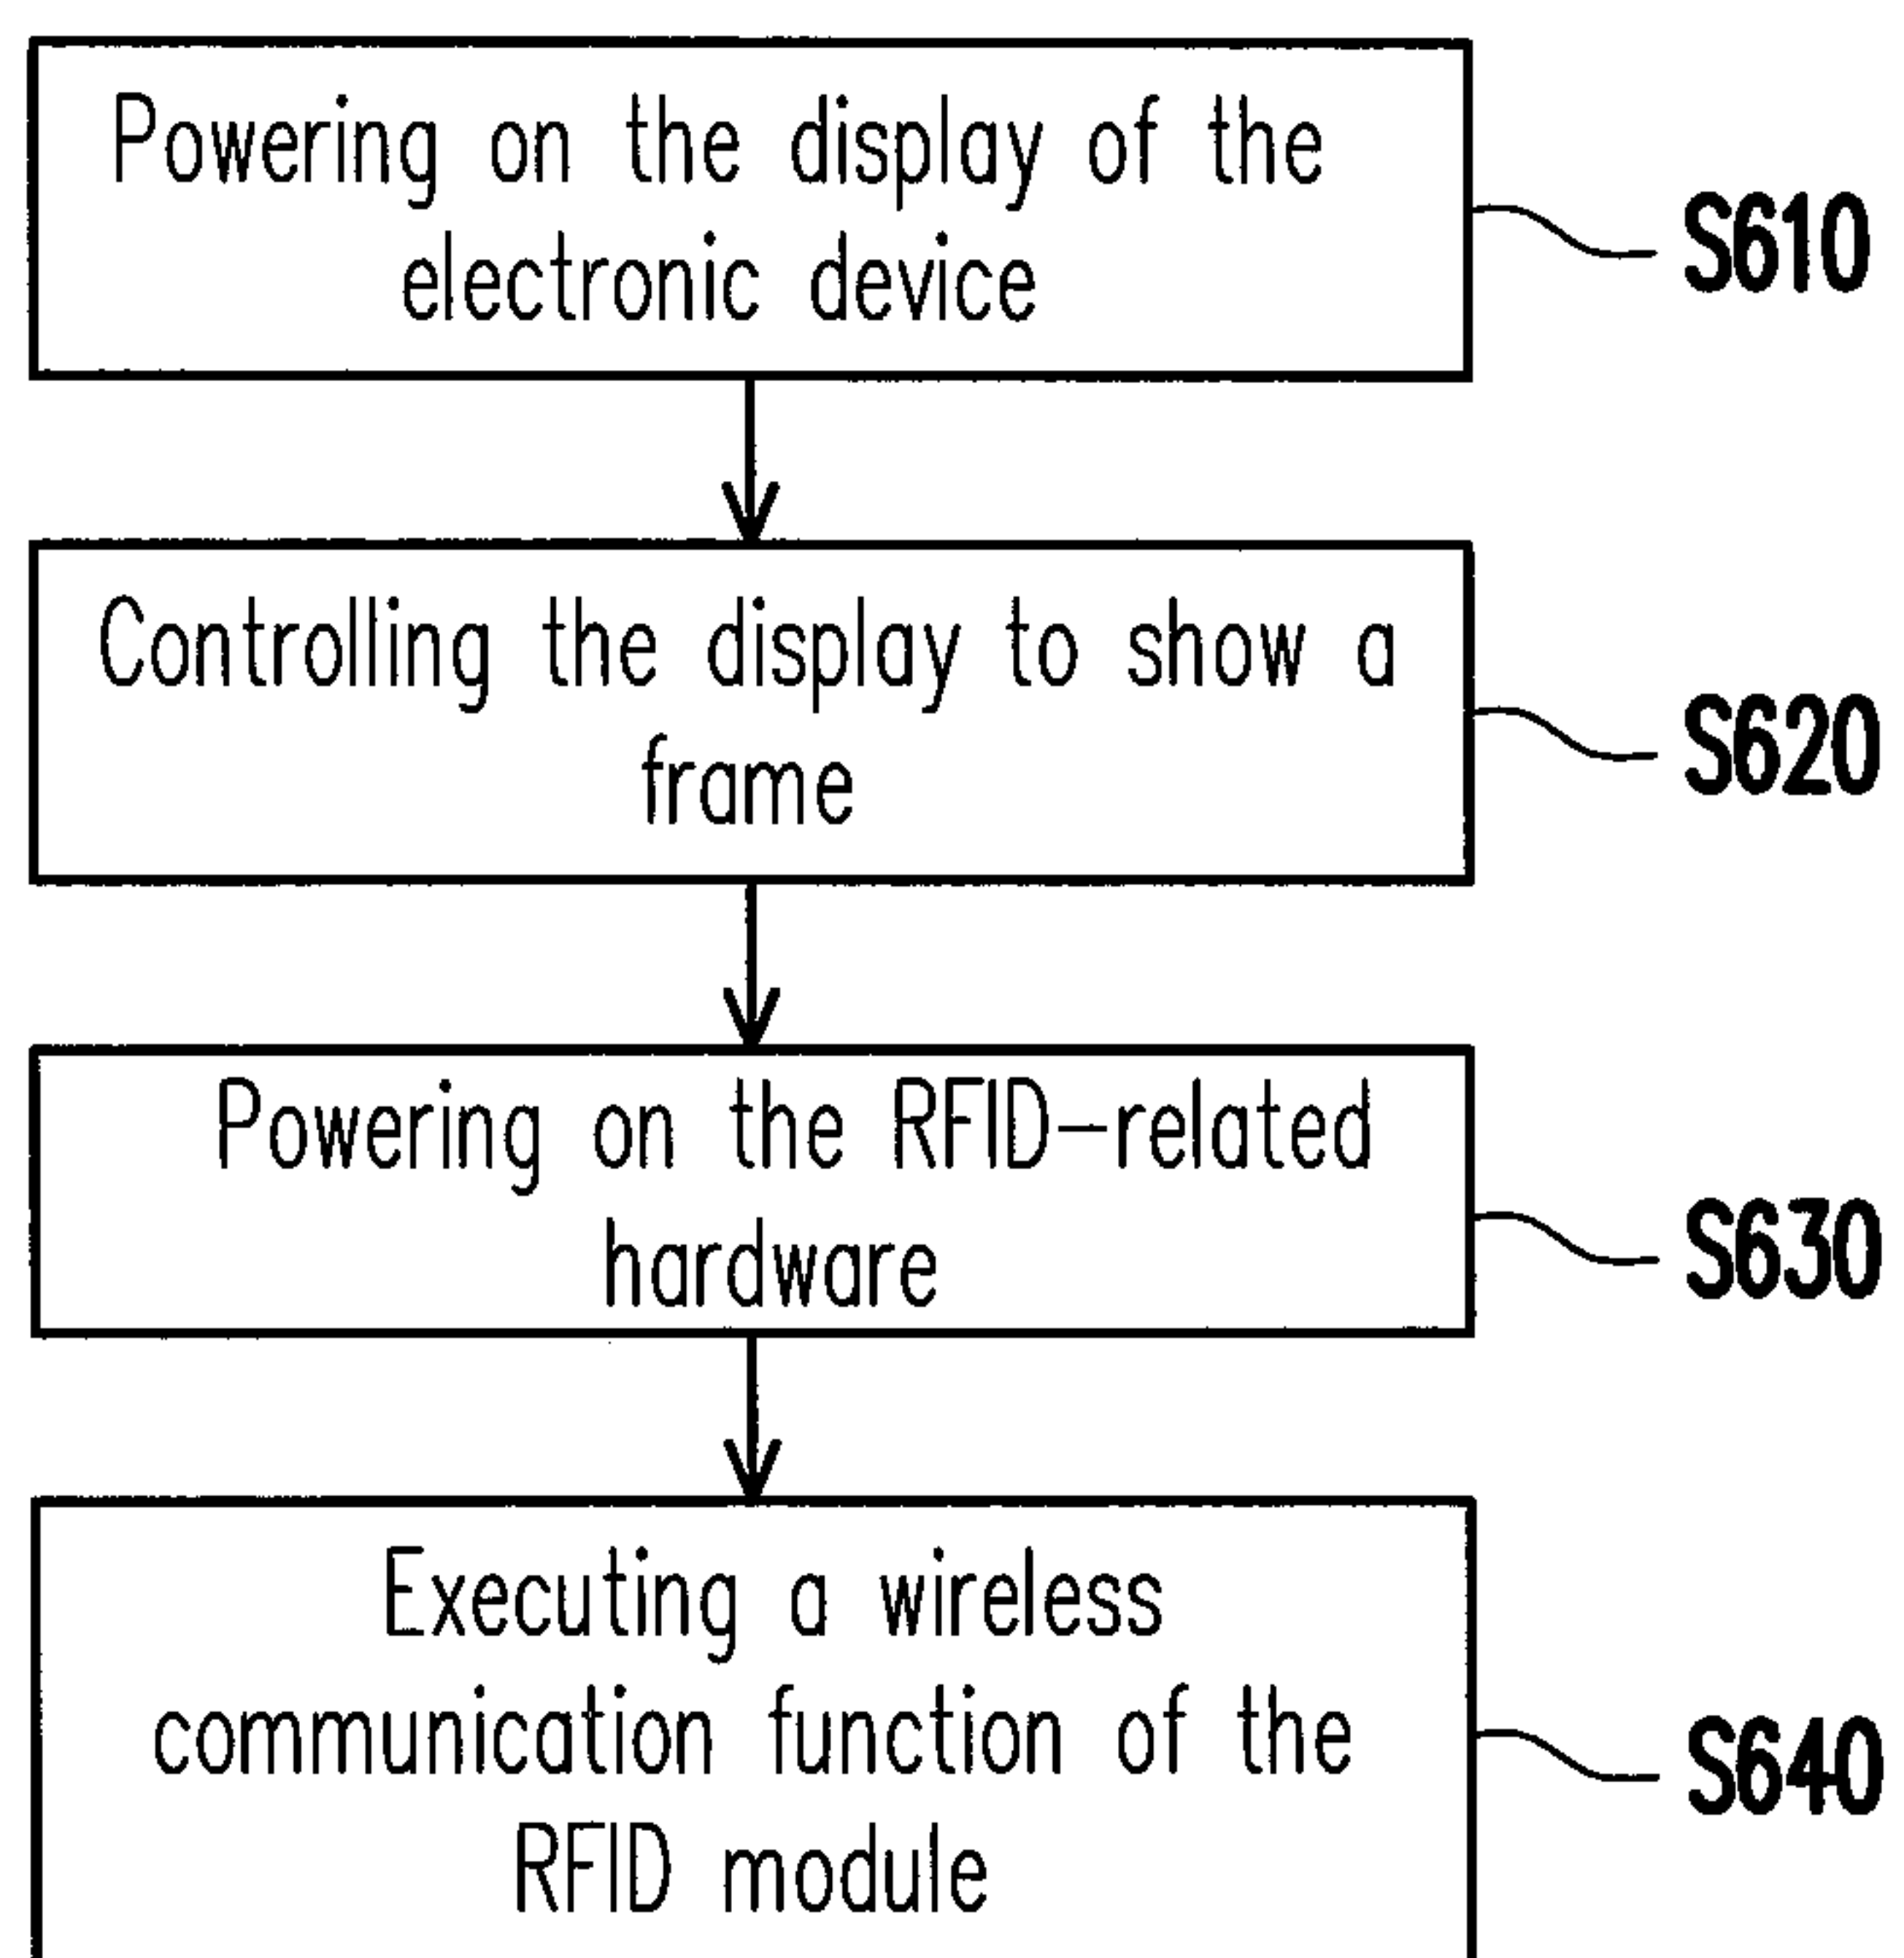 Powering on the display of the
electronic device
S610
Controlling the display to show a
frame
S620
Powering on the RFID-related
hardware
S630
Executing a wireless
communication function of the
RFID module
S640